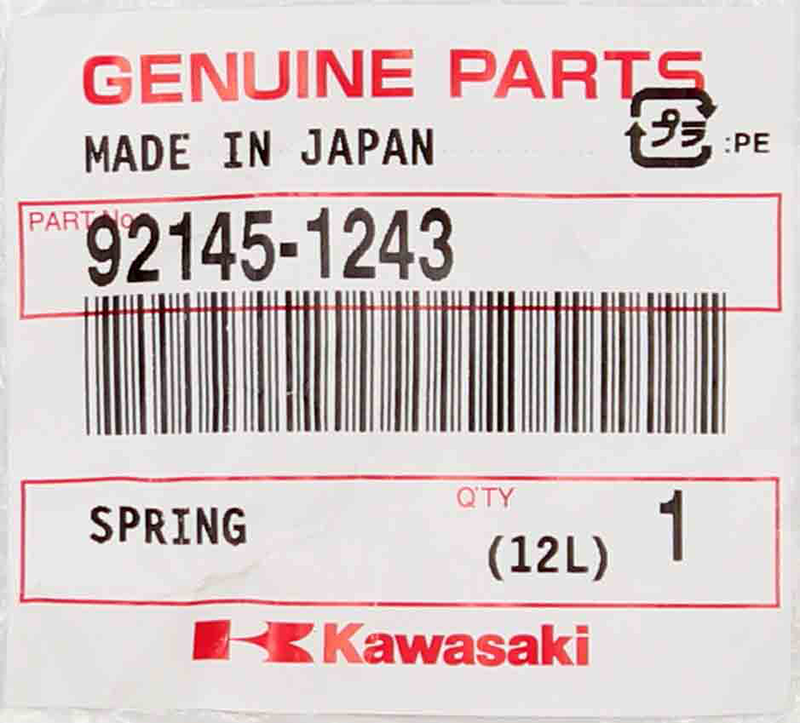 GENUINE PARTS
MADE IN JAPAN
プラ :PE
PART No.
92145-1243
SPRING
Q'TY
(12L) 1
Kawasaki